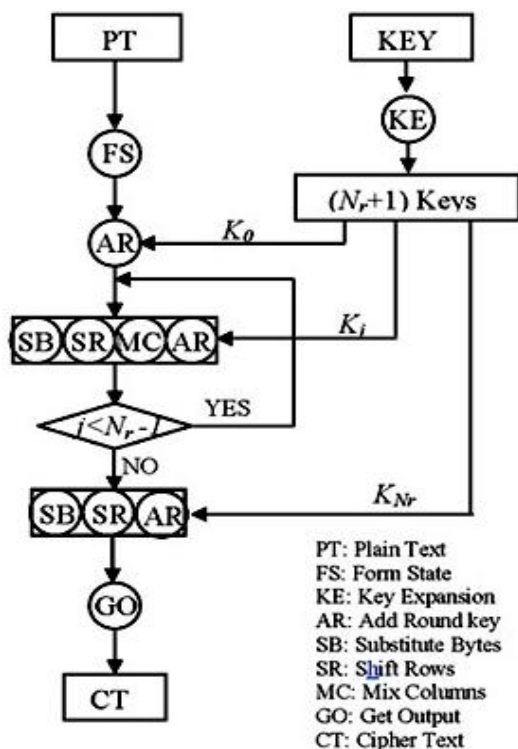 PT
KEY
KE
FS
(Nr+1) Keys
AR
K0
SB SR MC AR
Kj
j<Nr-1
YES
NO
SB SR AR
KNr
GO
CT
PT: Plain Text
FS: Form State
KE: Key Expansion
AR: Add Round key
SB: Substitute Bytes
SR: Shift Rows
MC: Mix Columns
GO: Get Output
CT: Cipher Text